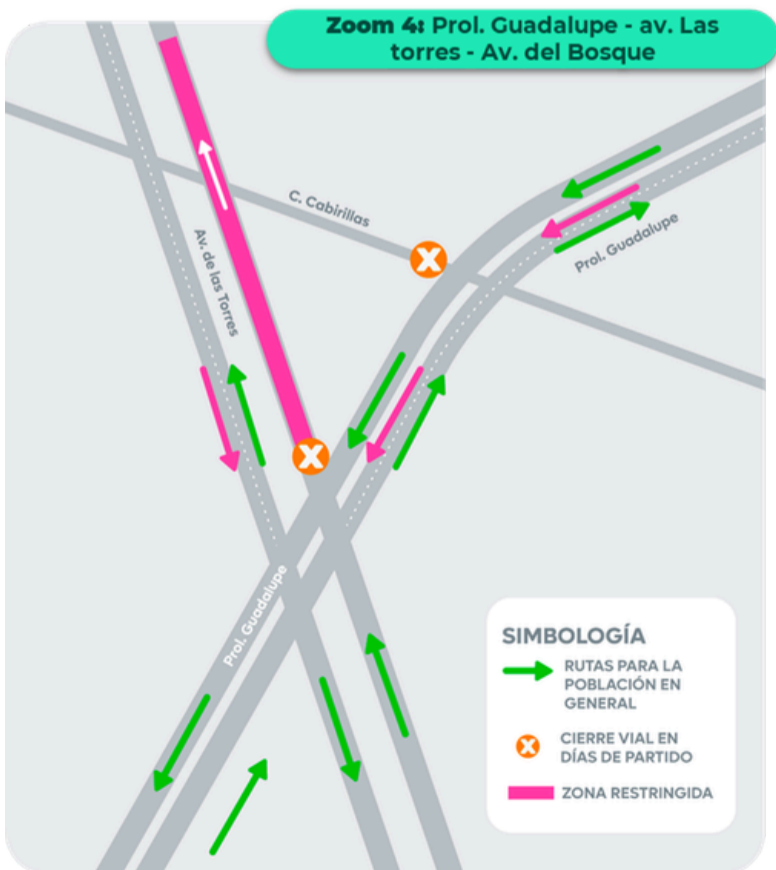 Zoom 4: Prol. Guadalupe - av. Las
torres - Av. del Bosque
C. Cabirillas
Av. de las Torres
Prol. Guadalupe
X
X
Prol. Guadalupe
SIMBOLOGÍA
RUTAS PARA LA
POBLACIÓN EN
GENERAL
X
CIERRE VIAL EN
DÍAS DE PARTIDO
ZONA RESTRINGIDA